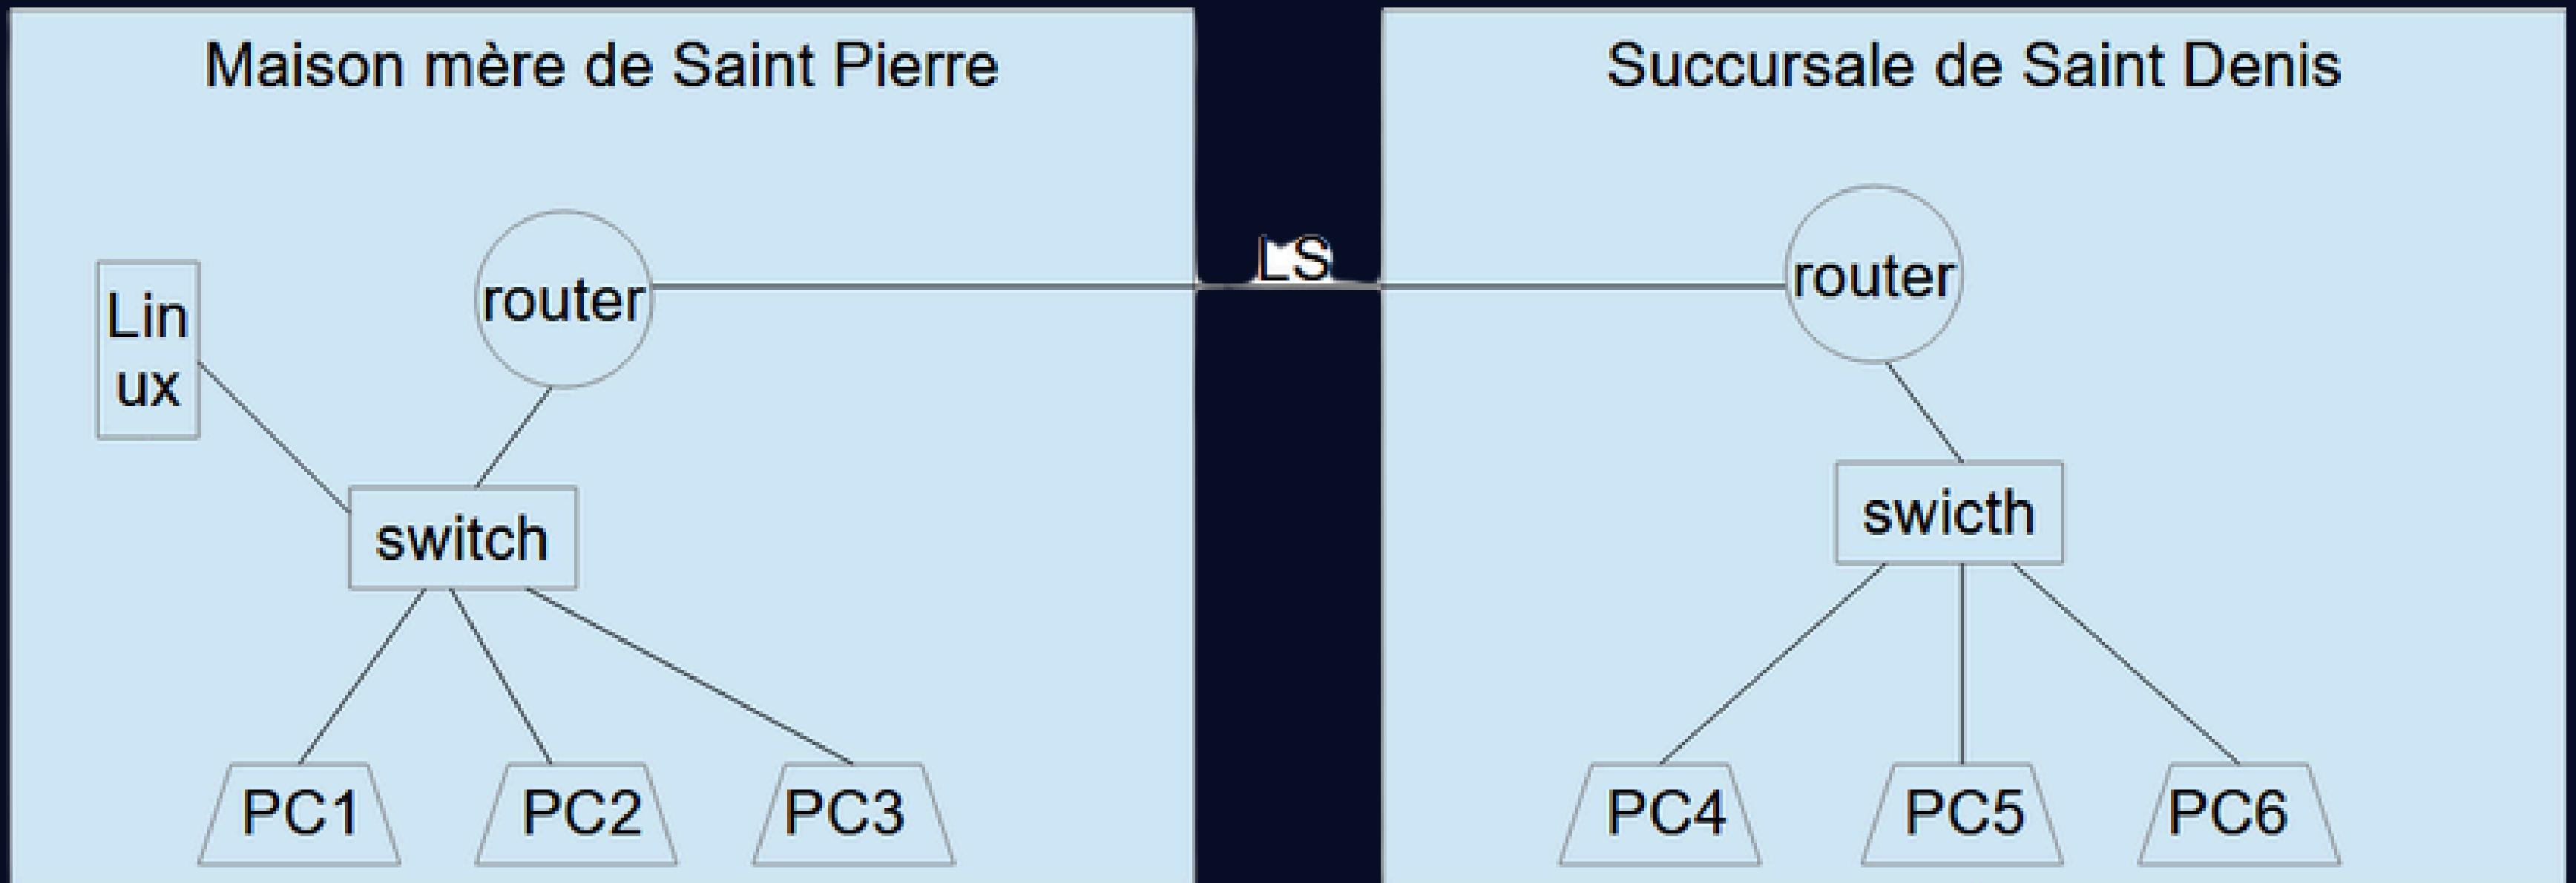 Maison mère de Saint Pierre
Succursale de Saint Denis
Lin
ux
router
LS
router
switch
swicth
PC1
PC2
PC3
PC4
PC5
PC6